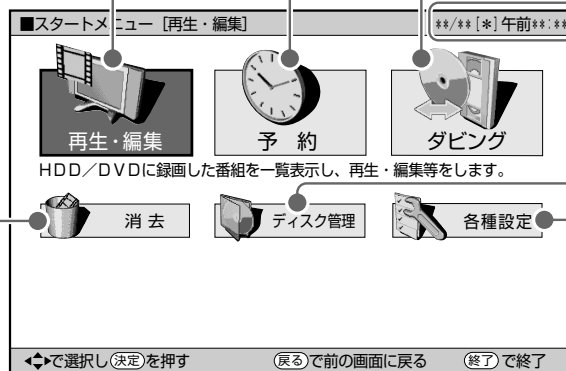 ■スタートメニュー [再生・編集]
**/**[*]午前**:**
再生・編集
予 約
ダビング
HDD/DVDに録画した番組を一覧表示し、再生・編集等をします。
消 去
ディスク管理
各種設定
で選択し決定を押す
戻るで前の画面に戻る
終了で終了